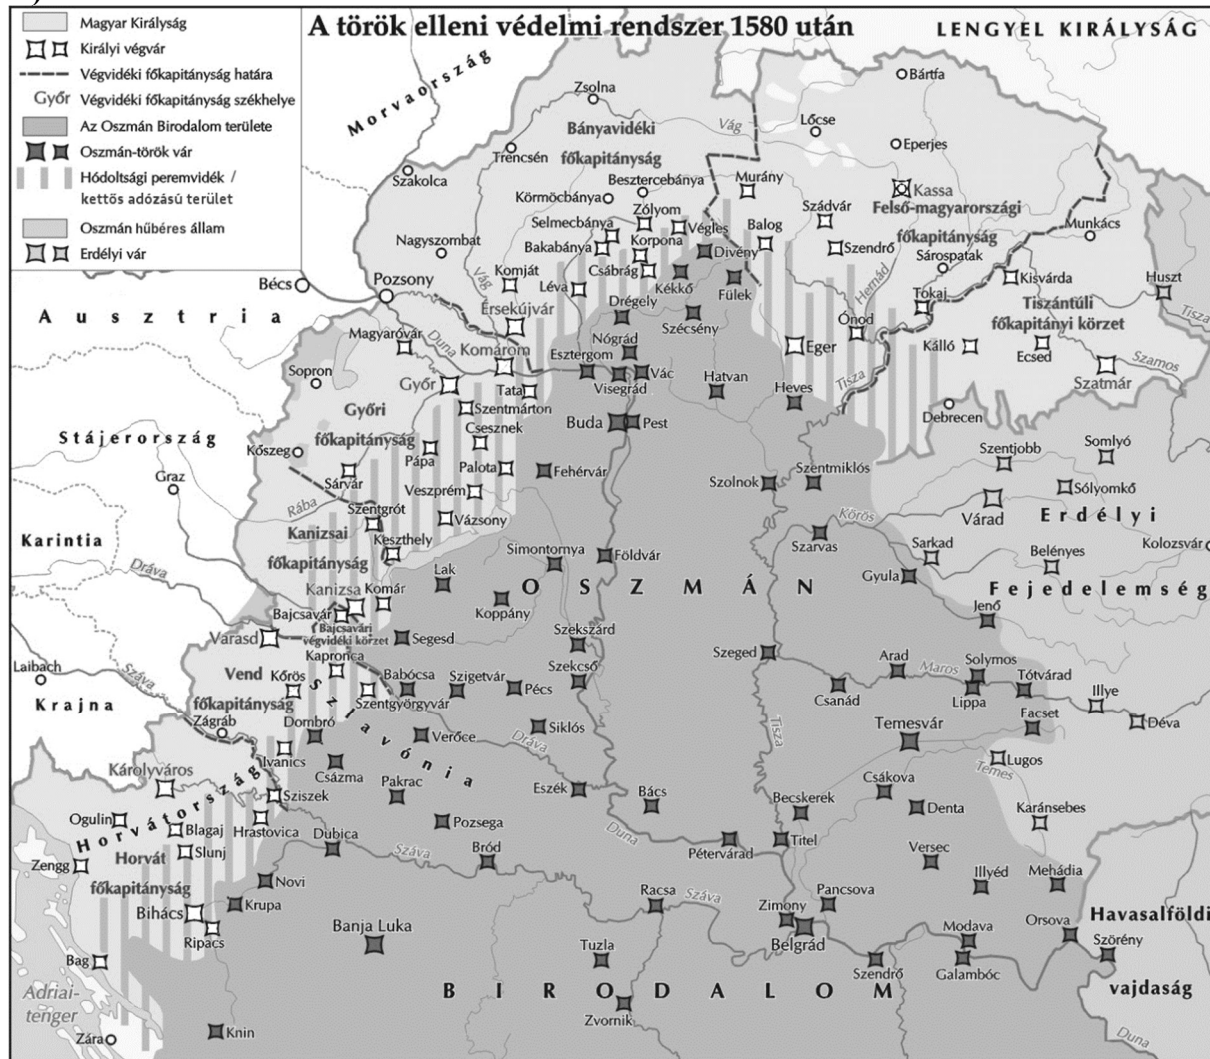 A török elleni védelmi rendszer 1580 után
Magyar Királyság
Királyi végvár
Végvidéki főkapitányság határa
Győr Végvidéki főkapitányság székhelye
Az Oszmán Birodalom területe
Oszmán-török vár
Hódoltsági peremvidék /
kettős adózású terület
Oszmán hűbéres állam
Erdélyi vár
LENGYEL KIRÁLYSÁG
Morvaország
Zsolna
Bártfa
Vág
Lőcse
Bányavidéki
főkapitányság
Eperjes
Trencsén
Szakolca
Besztercebánya
Murány
Kassa
Körmöcbánya
Felső-magyarországi
főkapitányság
Zólyom
Szádvár
Selmecbánya
Végles
Balog
Munkács
Nagyszombat
Bakabánya
Korpona
Divény
Szendrő
Sárospatak
Vág
Komját
Csábrág
Kékkő
Fülek
Hernád
Kisvárda
Huszt
Bécs
Pozsony
Léva
Tokaj
Tiszántúli
főkapitányi körzet
Ausztria
Érsekújvár
Drégely
Szécsény
Ónod
Tisza
Magyaróvár
Duna
Komárom
Nógrád
Eger
Kálló
Ecsed
Esztergom
Szamos
Sopron
Győr
Tata
Visegrád
Vác
Hatvan
Heves
Tisza
Szatmár
Győri
főkapitányság
Szentmárton
Debrecen
Csesznek
Buda
Pest
Stájerország
Kőszeg
Pápa
Palota
Fehérvár
Szentjobb
Somlyó
Graz
Sárvár
Szolnok
Szentmiklós
Sólyomkő
Rába
Veszprém
Várad
Szentgrót
Vázsony
Körös
Erdélyi
Karintia
Kanizsai
főkapitányság
Keszthely
Simontornya
Földvár
Szarvas
Sarkad
Belényes
Kolozsvár
Dráva
Lak
OSZMÁN
Gyula
Fejedelemség
Kanizsa
Komár
Koppány
Jenő
Bajcsavár
Bajcsavári
végvidéki körzet
Varasd
Segesd
Szekszárd
Laibach
Száva
Kapronca
Szeged
Arad
Maros
Solymos
Vend
főkapitányság
Kőrös
Babócsa
Szigetvár
Pécs
Szekcső
Tótvárad
Krajna
Szentgyörgyvár
Csanád
Lippa
Illye
Zágráb
Szlavónia
Siklós
Tisza
Temesvár
Facset
Déva
Dombró
Verőce
Dráva
Ivanics
Csázma
Lugos
Temes
Károlyváros
Pakrac
Eszék
Bács
Csákova
Sziszek
Becskerek
Denta
Karánsebes
Ogulin
Horvátország
Blagaj
Hrastovica
Dubica
Pozsega
Duna
Pétervárad
Titel
Zengg
Horvát
főkapitányság
Slunj
Száva
Bród
Versec
Novi
Illyéd
Mehádia
Krupa
Racsa
Száva
Pancsova
Bihács
Zimony
Orsova
Havasalföldi
vajdaság
Ripacs
Banja Luka
Belgrád
Modava
Szörény
Bag
Tuzla
Szendrő
Galambóc
Adriai-
tenger
BIRODALOM
Zvornik
Zára
Knin
Duna